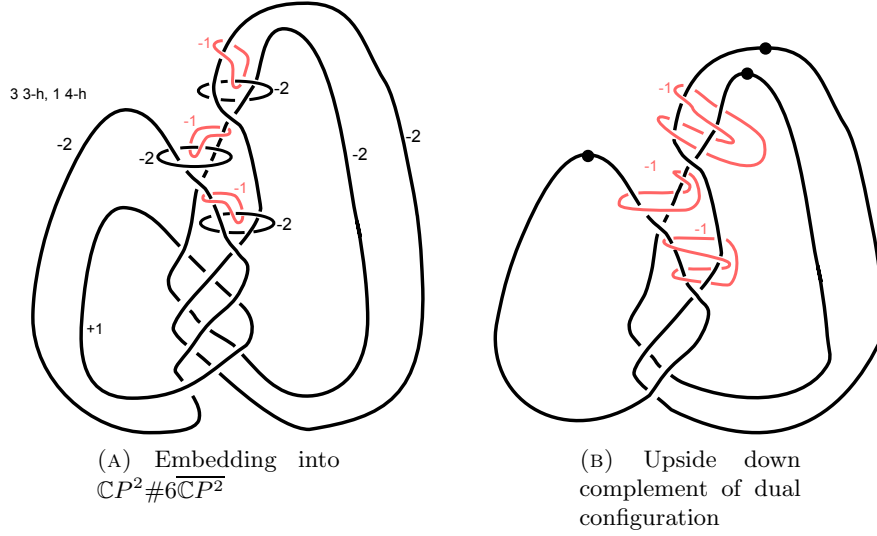 -1
-2
3 3-h, 1 4-h
-1
-2
-2
-2
-2
-1
-2
+1
-1
-1
-1
(A) Embedding into
ℂP²#6\overline{ℂP²}
(B) Upside down
complement of dual
configuration